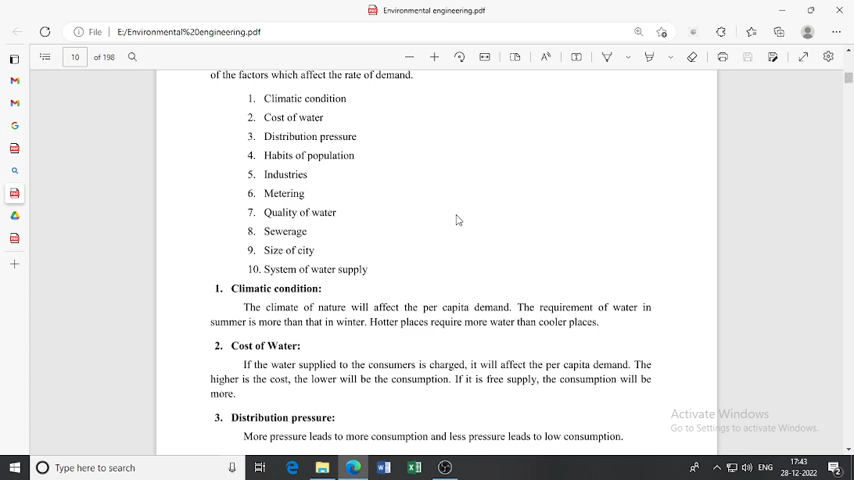 Environmental engineering.pdf
File E:/Environmental%20engineering.pdf
10 of 198
of the factors which affect the rate of demand.
1. Climatic condition
2. Cost of water
3. Distribution pressure
4. Habits of population
5. Industries
6. Metering
7. Quality of water
8. Sewerage
9. Size of city
10. System of water supply
1. Climatic condition:
The climate of nature will affect the per capita demand. The requirement of water in
summer is more than that in winter. Hotter places require more water than cooler places.
2. Cost of Water:
If the water supplied to the consumers is charged, it will affect the per capita demand. The
higher is the cost, the lower will be the consumption. If it is free supply, the consumption will be
more.
3. Distribution pressure:
More pressure leads to more consumption and less pressure leads to low consumption.
Activate Windows
Go to Settings to activate Windows.
Type here to search
ENG
17:43
28-12-2022
2